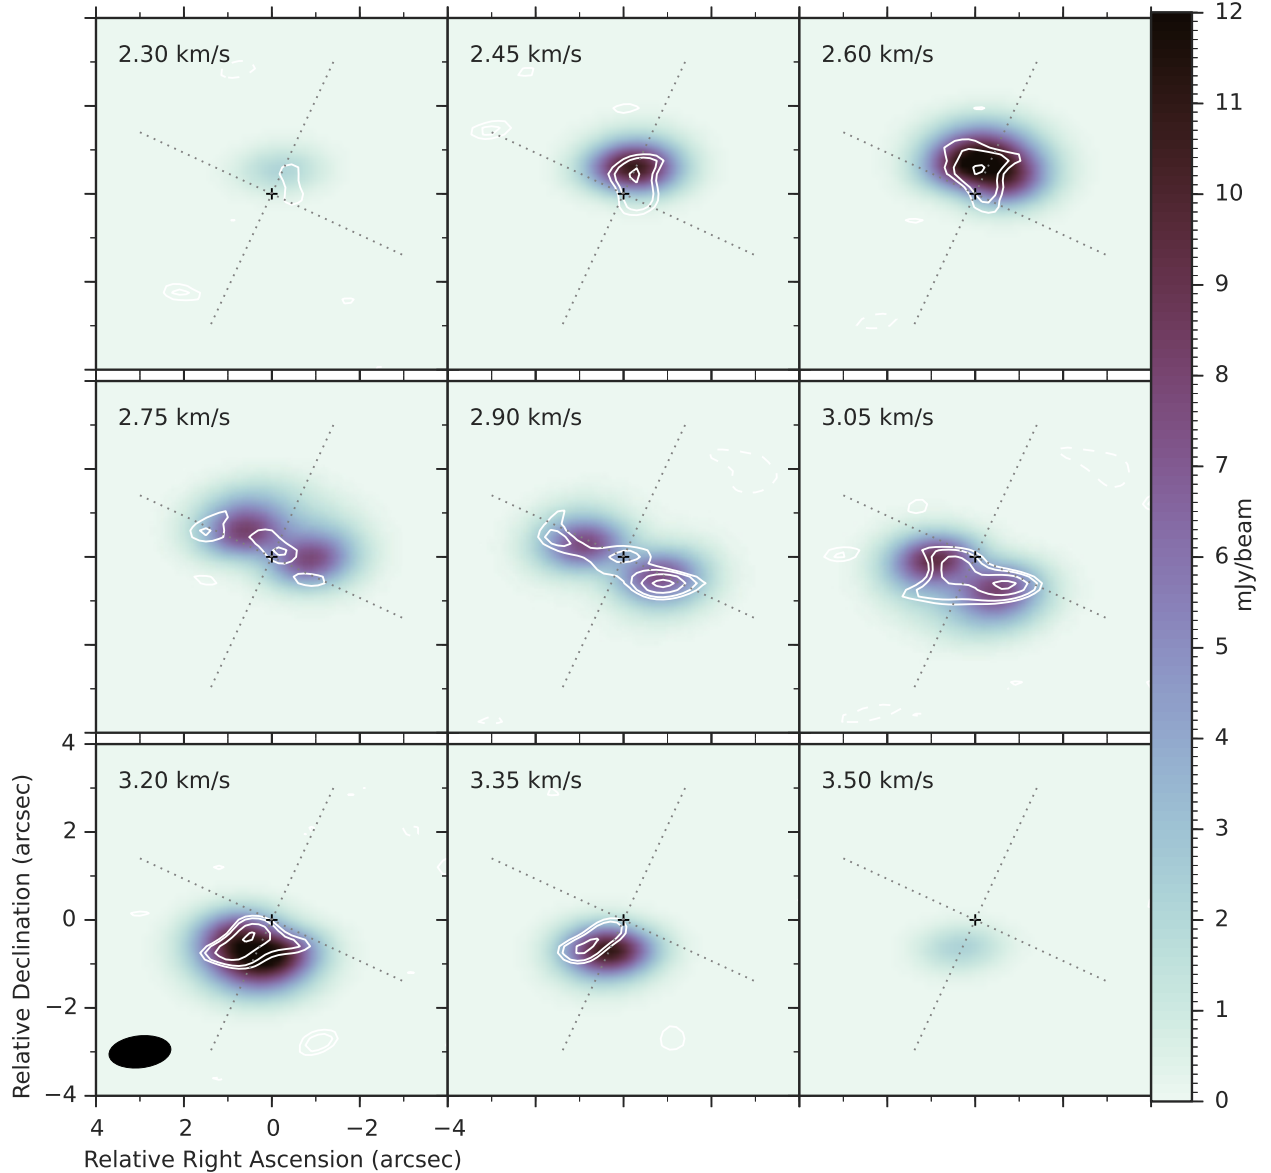 2.30 km/s
2.45 km/s
2.60 km/s
2.75 km/s
2.90 km/s
3.05 km/s
3.20 km/s
3.35 km/s
3.50 km/s
12
11
10
9
8
7
6
5
4
3
2
1
0
mJy/beam
4
2
0
−2
−4
Relative Declination (arcsec)
4
2
0
−2
−4
Relative Right Ascension (arcsec)